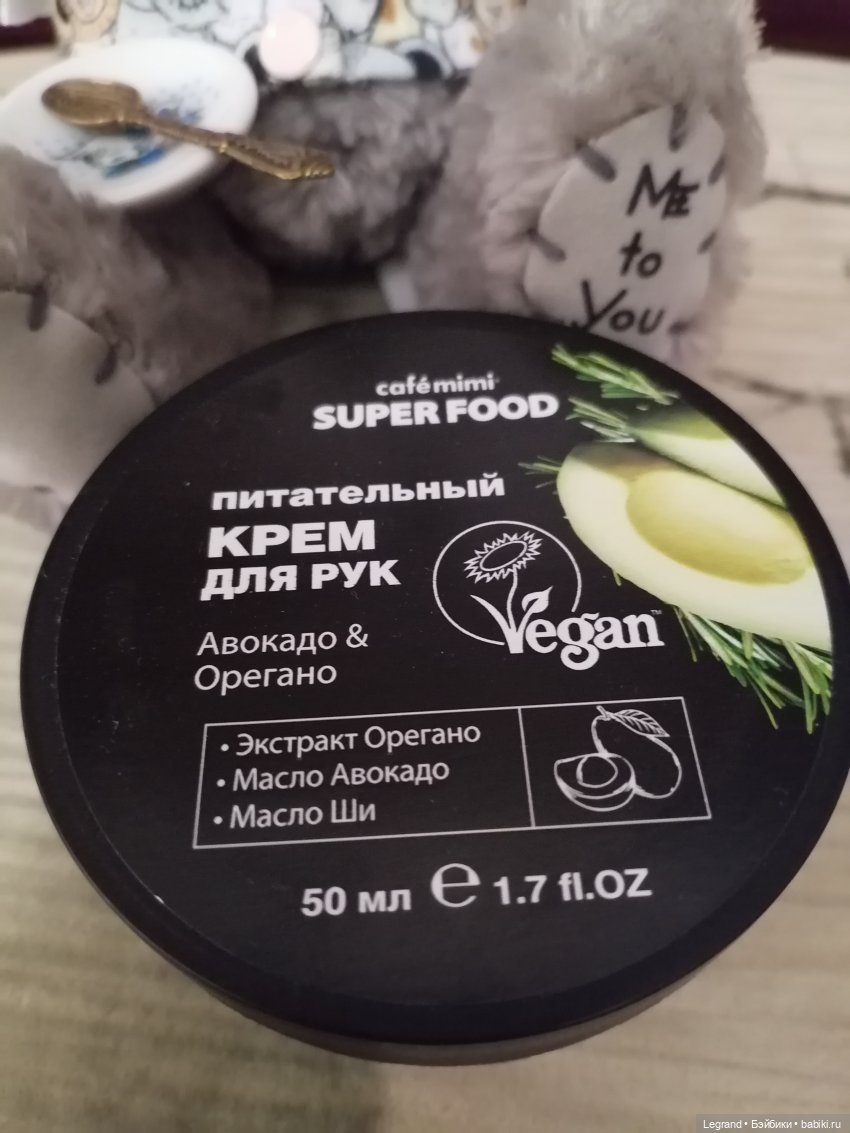 ME
to
You
café mimi
SUPER FOOD
питательный
КРЕМ
ДЛЯ РУК
Авокадо &
Орегано
Vegan™
• Экстракт Орегано
• Масло Авокадо
• Масло Ши
50 мл ℮ 1.7 fl.OZ
Legrand • Бэйбики • babiki.ru